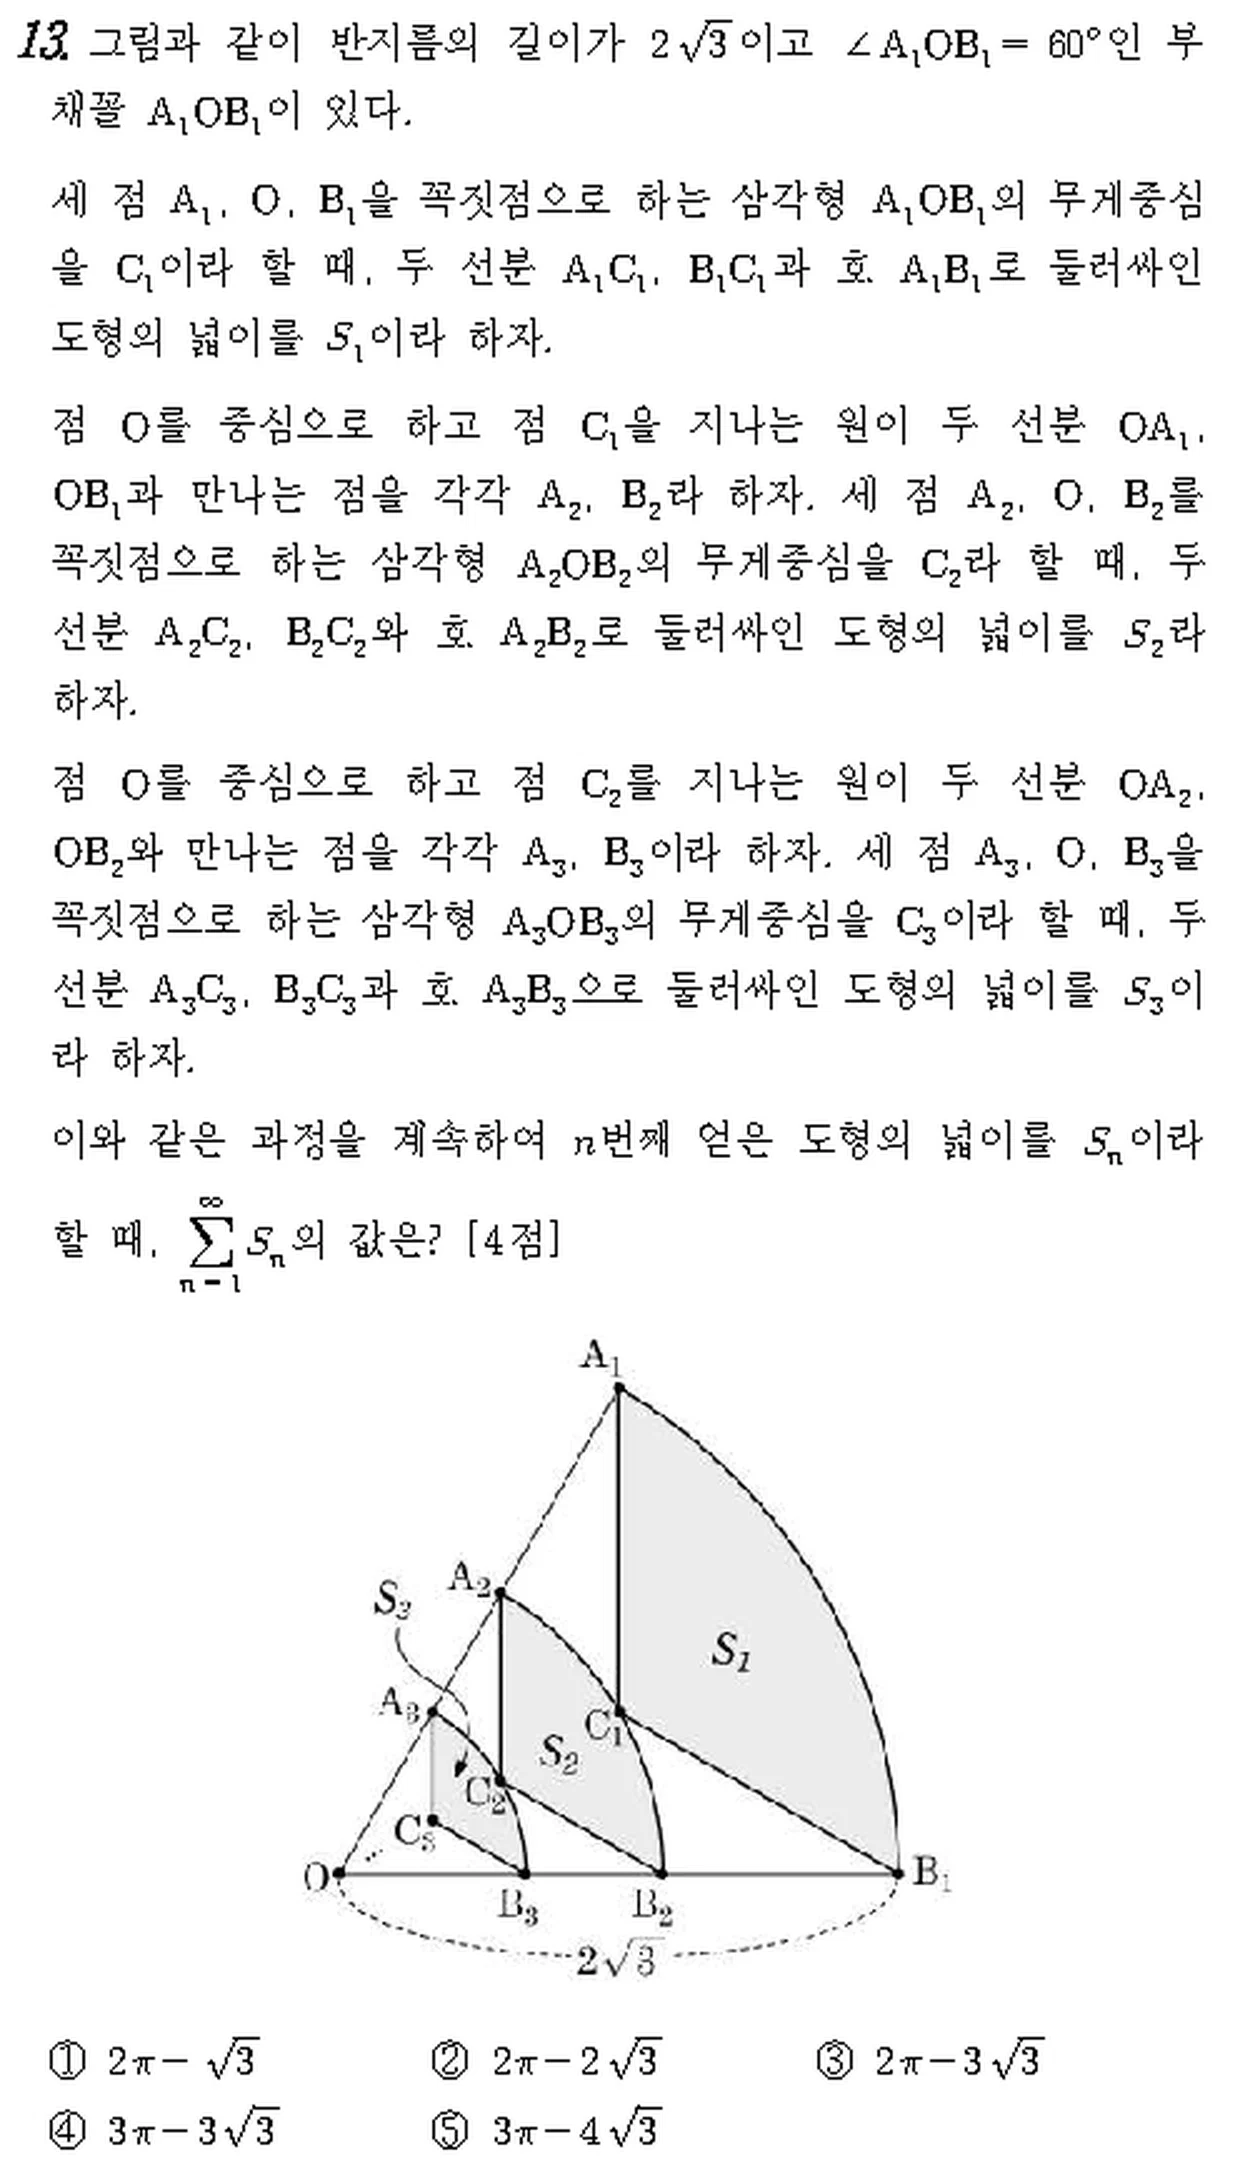 13. 그림과 같이 반지름의 길이가 2√3이고 ∠A₁OB₁= 60°인 부
채꼴 A₁OB₁이 있다.
세 점 A₁, O, B₁을 꼭짓점으로 하는 삼각형 A₁OB₁의 무게중심
을 C₁이라 할 때, 두 선분 A₁C₁, B₁C₁과 호 A₁B₁로 둘러싸인
도형의 넓이를 S₁이라 하자.
점 O를 중심으로 하고 점 C₁을 지나는 원이 두 선분 OA₁,
OB₁과 만나는 점을 각각 A₂, B₂라 하자. 세 점 A₂, O, B₂를
꼭짓점으로 하는 삼각형 A₂OB₂의 무게중심을 C₂라 할 때, 두
선분 A₂C₂, B₂C₂와 호 A₂B₂로 둘러싸인 도형의 넓이를 S₂라
하자.
점 O를 중심으로 하고 점 C₂를 지나는 원이 두 선분 OA₂,
OB₂와 만나는 점을 각각 A₃, B₃이라 하자. 세 점 A₃, O, B₃을
꼭짓점으로 하는 삼각형 A₃OB₃의 무게중심을 C₃이라 할 때, 두
선분 A₃C₃, B₃C₃과 호 A₃B₃으로 둘러싸인 도형의 넓이를 S₃이
라 하자.
이와 같은 과정을 계속하여 n번째 얻은 도형의 넓이를 Sₙ이라
∞
할 때, ∑ Sₙ의 값은? [4점]
n=1
A₁
A₂
S₃
S₁
A₃
C₁
S₂
C₂
C₃
O
B₁
B₃
B₂
2√3
① 2π− √3
② 2π−2√3
③ 2π−3√3
④ 3π−3√3
⑤ 3π−4√3